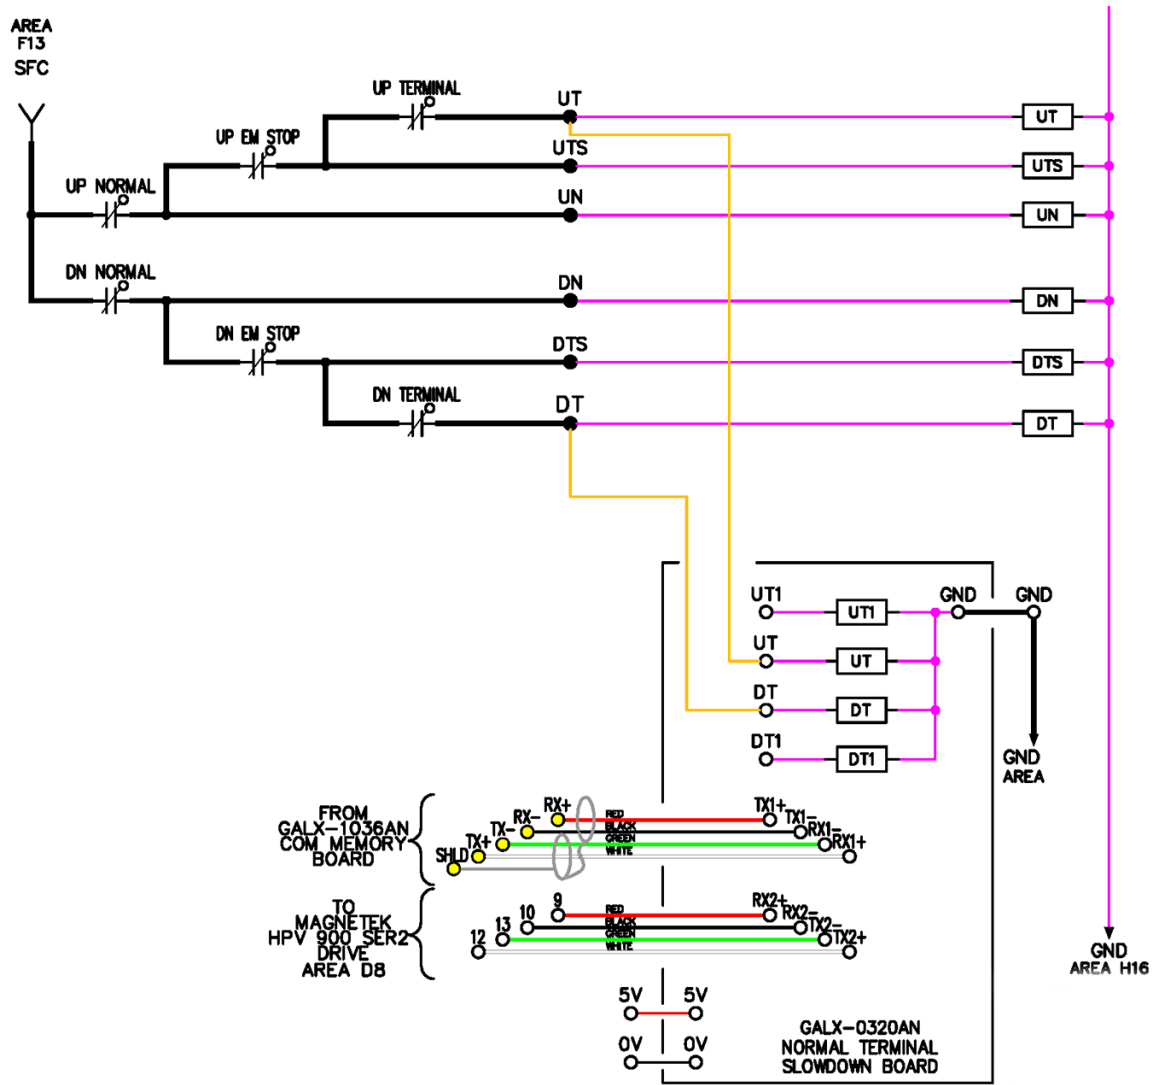 AREA
F13
SFC
UP TERMINAL
UT
UT
UP EM STOP
UTS
UTS
UP NORMAL
UN
UN
DN NORMAL
DN
DN
DN EM STOP
DTS
DTS
DN TERMINAL
DT
DT
UT1
UT1
GND
GND
UT
UT
DT
DT
DT1
DT1
GND
AREA
FROM
GALX-1036AN
COM MEMORY
BOARD
RX+
RX-
TX-
TX+
SHLD
RED
BLACK
GREEN
WHITE
TX1+
TX1-
RX1-
RX1+
TO
MAGNETEK
HPV 900 SER2
DRIVE
AREA D8
9
10
13
12
RED
BLACK
GREEN
WHITE
RX2+
RX2-
TX2-
TX2+
GND
AREA H16
5V
5V
0V
0V
GALX-0320AN
NORMAL TERMINAL
SLOWDOWN BOARD